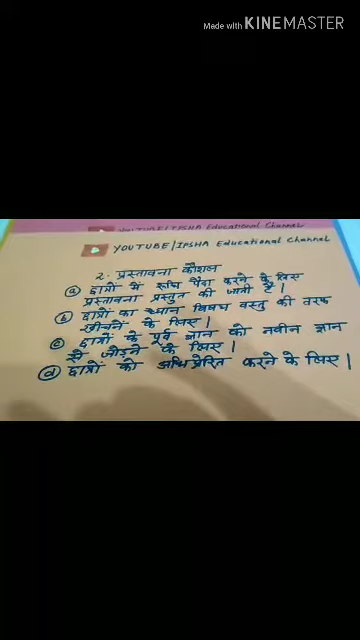 Made with KINEMASTER
YOUTUBE/IPSHA Educational Channel
YOUTUBE/IPSHA Educational Channel
2. प्रस्तावना कौशल
(a) छात्रों में रूचि पैदा करने के लिए
प्रस्तावना प्रस्तुत की जाती है।
(b) छात्रों का ध्यान विषय वस्तु की तरफ
खींचनें के लिए।
(c) छात्रों के पूर्व ज्ञान को नवीन ज्ञान
से जोड़ने के लिए।
(d) छात्रों को अभिप्रेरित करने के लिए।